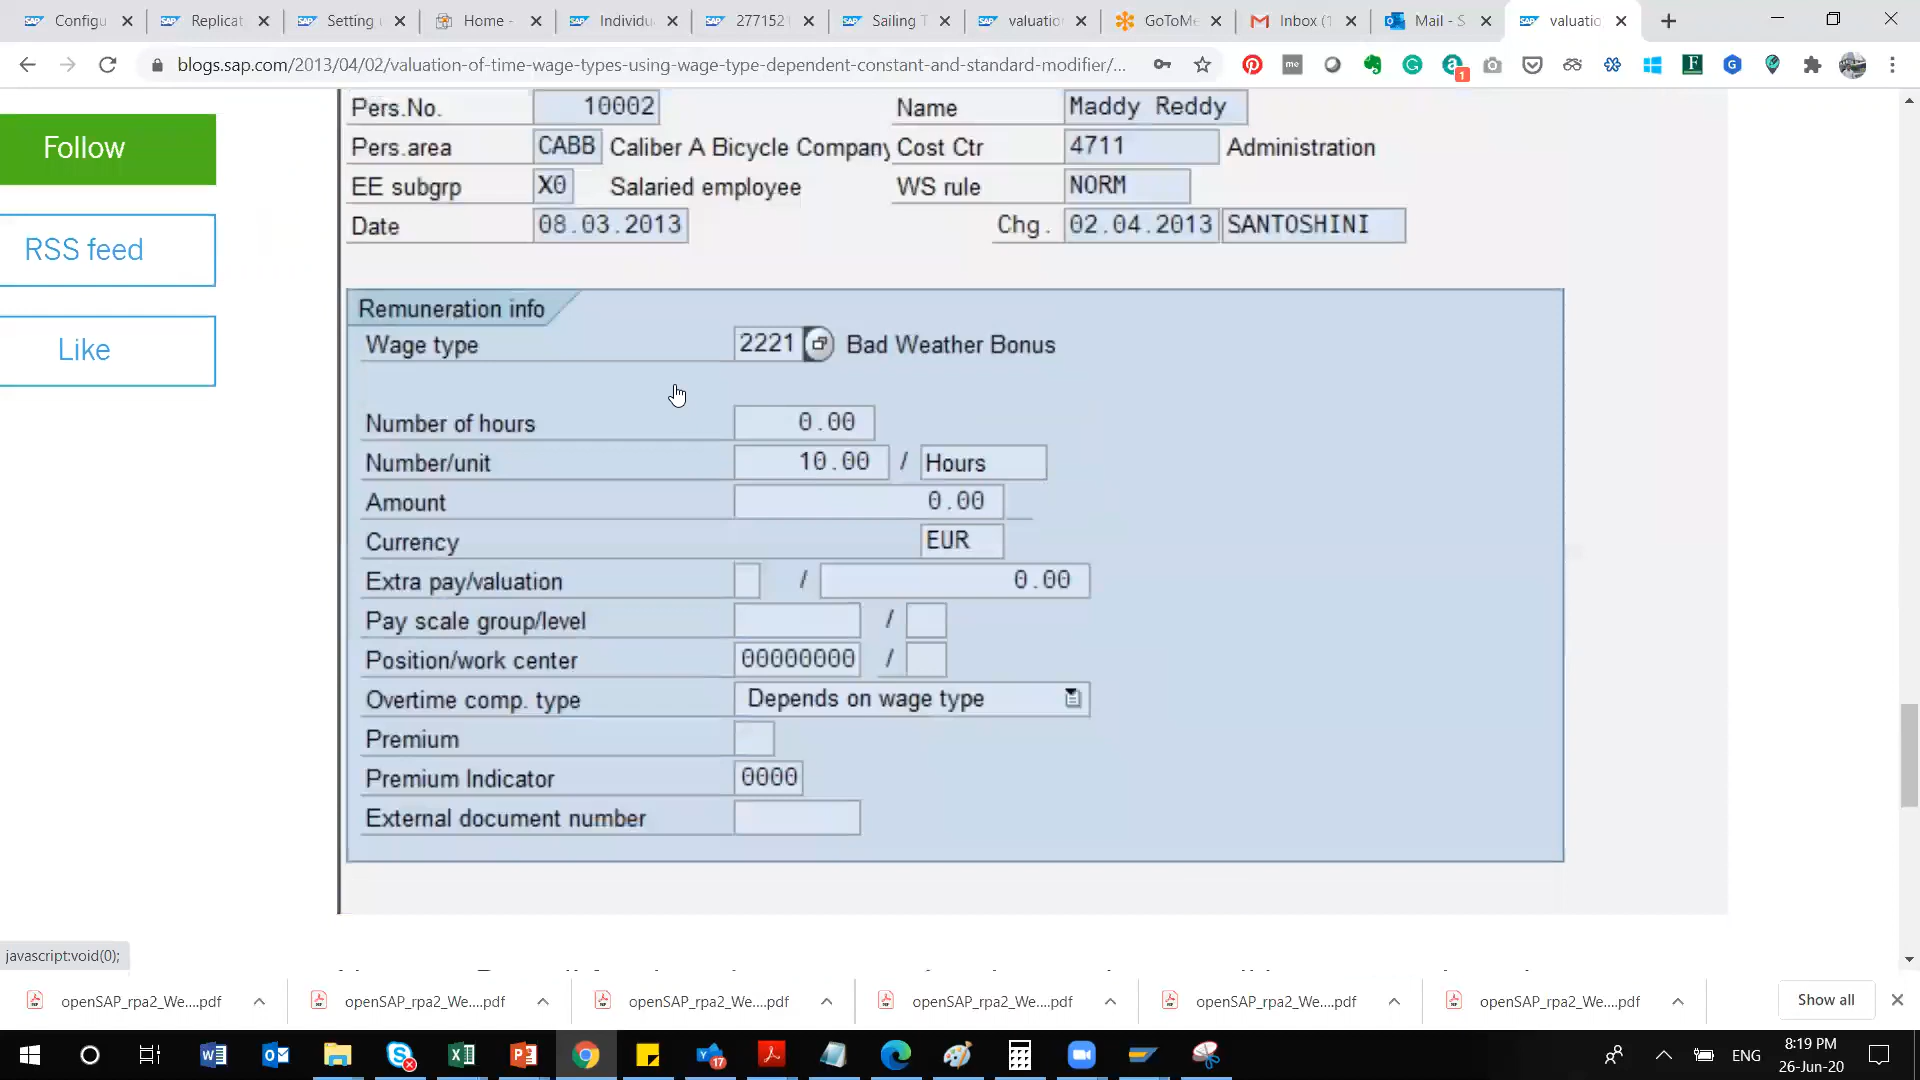 Configu
Replicat
Setting
Home -
Individu
277152
Sailing T
valuatio
GoToMe
Inbox (1
Mail - S
valuatio
blogs.sap.com/2013/04/02/valuation-of-time-wage-types-using-wage-type-dependent-constant-and-standard-modifier/...
me
1
Follow
RSS feed
Like
Pers.No. 10002 Name Maddy Reddy
Pers.area CABB Caliber A Bicycle Company Cost Ctr 4711 Administration
EE subgrp X0 Salaried employee WS rule NORM
Date 08.03.2013 Chg. 02.04.2013 SANTOSHINI
Remuneration info
Wage type 2221 Bad Weather Bonus
Number of hours 0.00
Number/unit 10.00 / Hours
Amount 0.00
Currency EUR
Extra pay/valuation / 0.00
Pay scale group/level /
Position/work center 00000000 /
Overtime comp. type Depends on wage type
Premium
Premium Indicator 0000
External document number
javascript:void(0);
openSAP_rpa2_We....pdf
openSAP_rpa2_We....pdf
openSAP_rpa2_We....pdf
openSAP_rpa2_We....pdf
openSAP_rpa2_We....pdf
openSAP_rpa2_We....pdf
Show all
17
ENG
8:19 PM
26-Jun-20